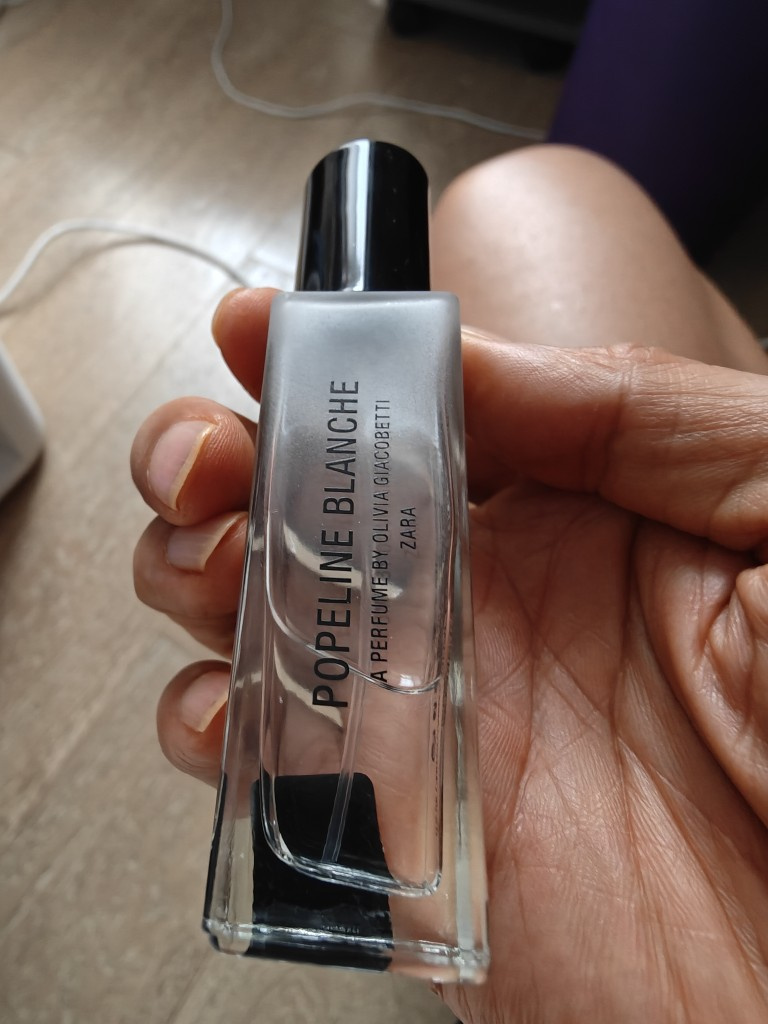 POPELINE BLANCHE
A PERFUME BY OLIVIA GIACOBETTI
ZARA